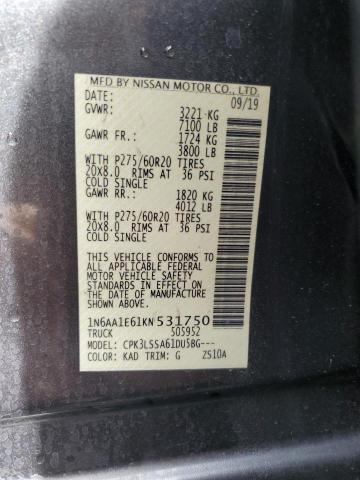 MFD BY NISSAN MOTOR CO., LTD.
DATE: 09/19
GVWR: 3221 KG
7100 LB
GAWR FR.: 1724 KG
3800 LB
WITH P275/60R20 TIRES
20X8.0 RIMS AT 36 PSI
COLD SINGLE
GAWR RR.: 1820 KG
4012 LB
WITH P275/60R20 TIRES
20X8.0 RIMS AT 36 PSI
COLD SINGLE
THIS VEHICLE CONFORMS TO
ALL APPLICABLE FEDERAL
MOTOR VEHICLE SAFETY
STANDARDS IN EFFECT ON
THE DATE OF MANUFACTURE
SHOWN ABOVE.
1N6AA1E61KN531750
TRUCK 505952
MODEL: CPK3LSSA61DU5BG---
COLOR: KAD TRIM: G ZS10A